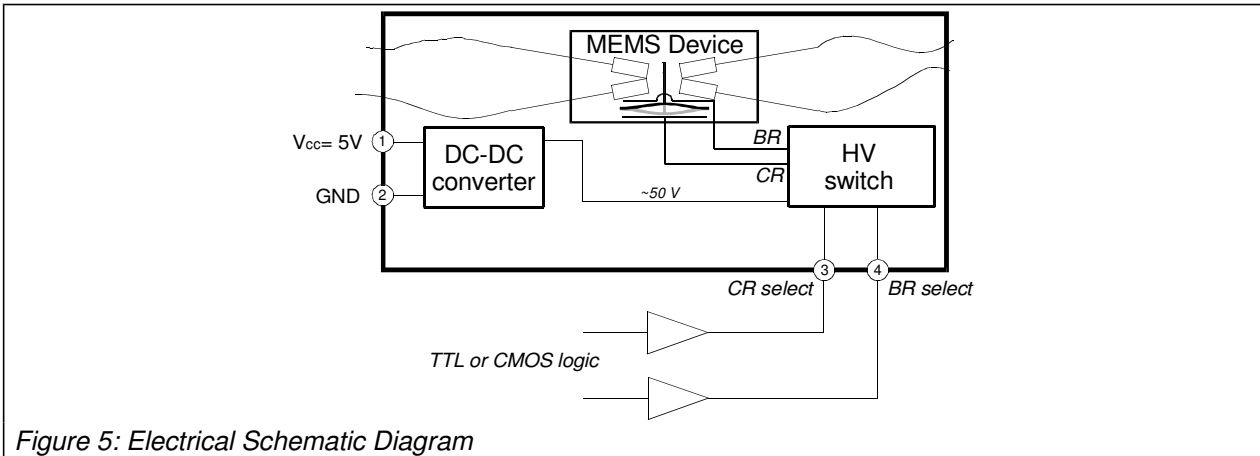 MEMS Device
Vcc= 5V
1
DC-DC
converter
BR
CR
HV
switch
GND
2
~50 V
3
4
CR select
BR select
TTL or CMOS logic
Figure 5: Electrical Schematic Diagram